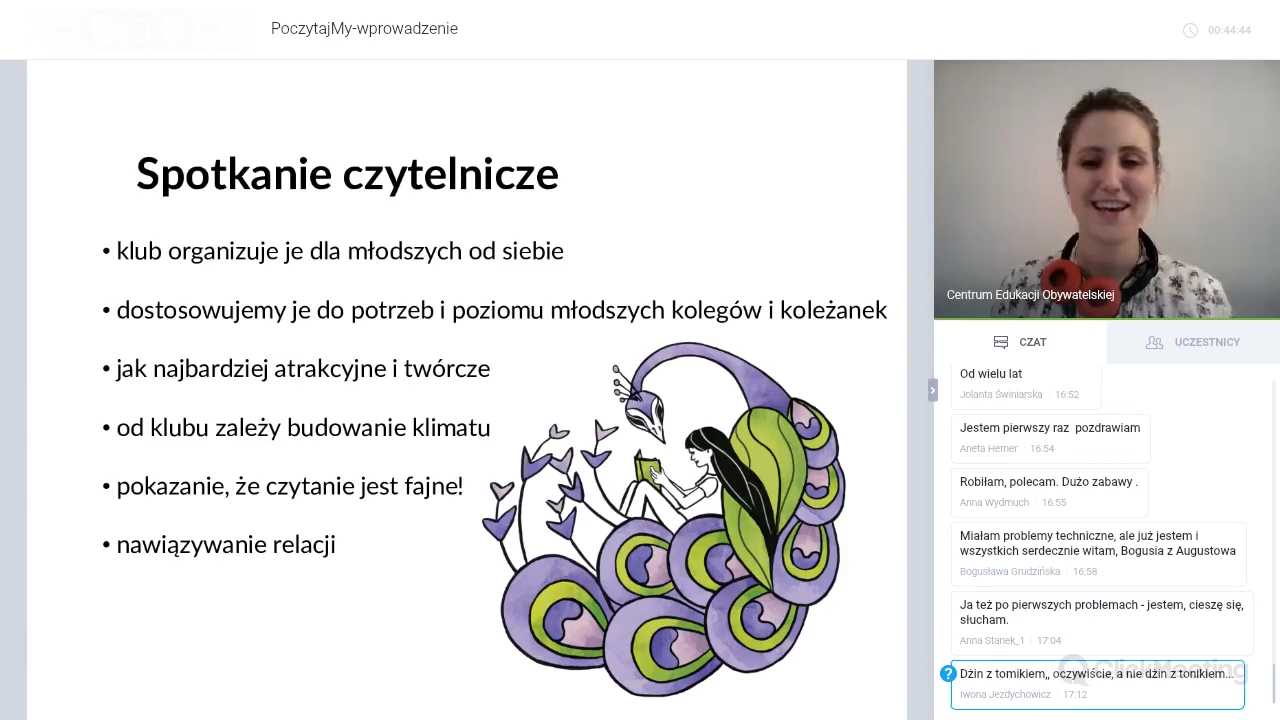 PoczytajMy-wprowadzenie
00:44:44
Spotkanie czytelnicze
• klub organizuje je dla młodszych od siebie
• dostosowujemy je do potrzeb i poziomu młodszych kolegów i koleżanek
• jak najbardziej atrakcyjne i twórcze
• od klubu zależy budowanie klimatu
• pokazanie, że czytanie jest fajne!
• nawiązywanie relacji
Centrum Edukacji Obywatelskiej
CZAT
UCZESTNICY
Od wielu lat
Jolanta Świniarska 16:52
Jestem pierwszy raz pozdrawiam
Aneta Hemer 16:54
Robiłam, polecam. Dużo zabawy .
Anna Wydmuch 16:55
Miałam problemy techniczne, ale już jestem i
wszystkich serdecznie witam, Bogusia z Augustowa
Bogusława Grudzińska 16:58
Ja też po pierwszych problemach - jestem, cieszę się,
słucham.
Anna Stanek_1 17:04
ClickMeeting
? Dżin z tomikiem,, oczywiście, a nie dżin z tonikiem...
Iwona Jezdychowicz 17:12